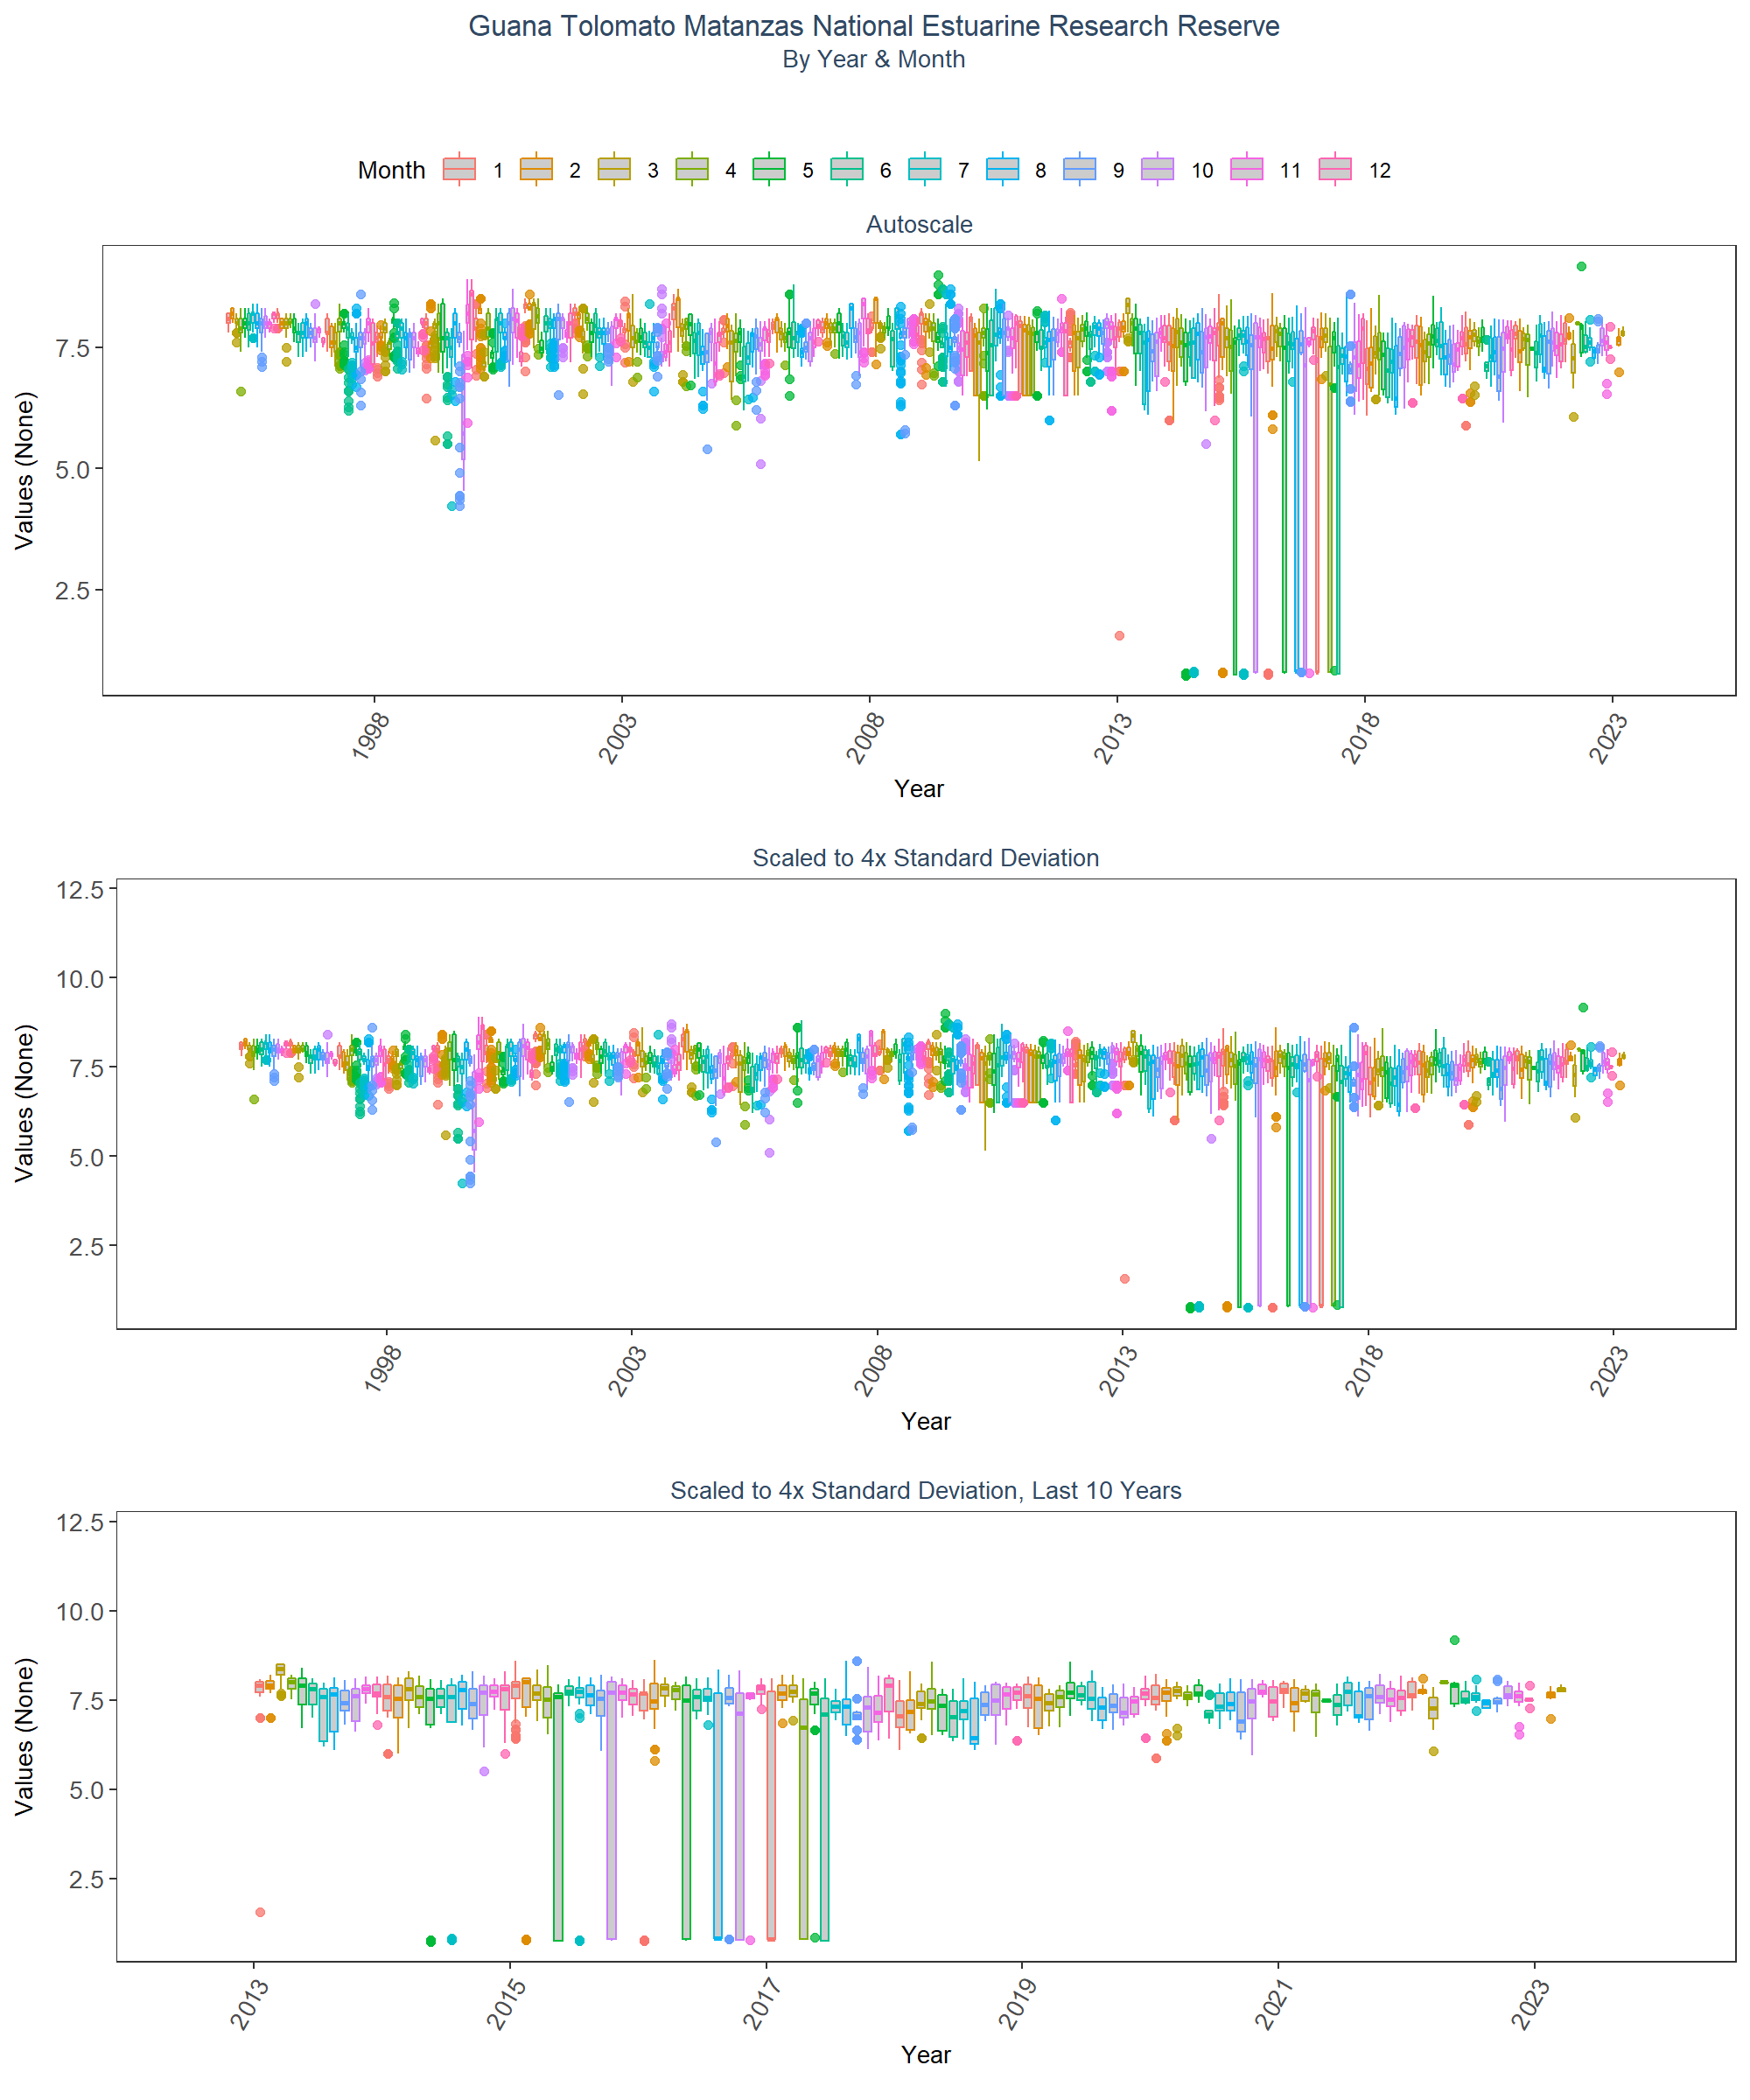 Guana Tolomato Matanzas National Estuarine Research Reserve
By Year & Month
Month 1 2 3 4 5 6 7 8 9 10 11 12
Autoscale
Values (None)
7.5
5.0
2.5
1998 2003 2008 2013 2018 2023
Year
Scaled to 4x Standard Deviation
Values (None)
12.5
10.0
7.5
5.0
2.5
1998 2003 2008 2013 2018 2023
Year
Scaled to 4x Standard Deviation, Last 10 Years
Values (None)
12.5
10.0
7.5
5.0
2.5
2013 2015 2017 2019 2021 2023
Year